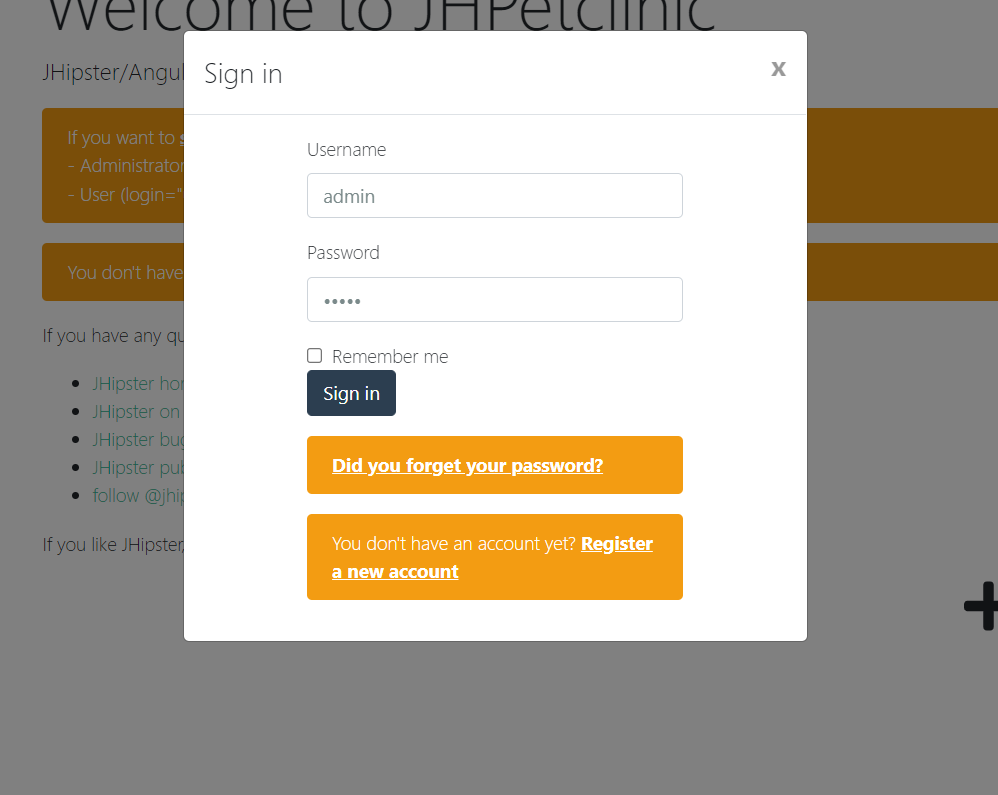 Welcome to JHPetclinic
JHipster/Angul
If you want to
- Administrator
- User (login="
You don't have
If you have any qu
JHipster hor
JHipster on
JHipster bug
JHipster pub
follow @jhip
If you like JHipster,
Sign in
x
Username
admin
Password
•••••
Remember me
Sign in
Did you forget your password?
You don't have an account yet? Register
a new account